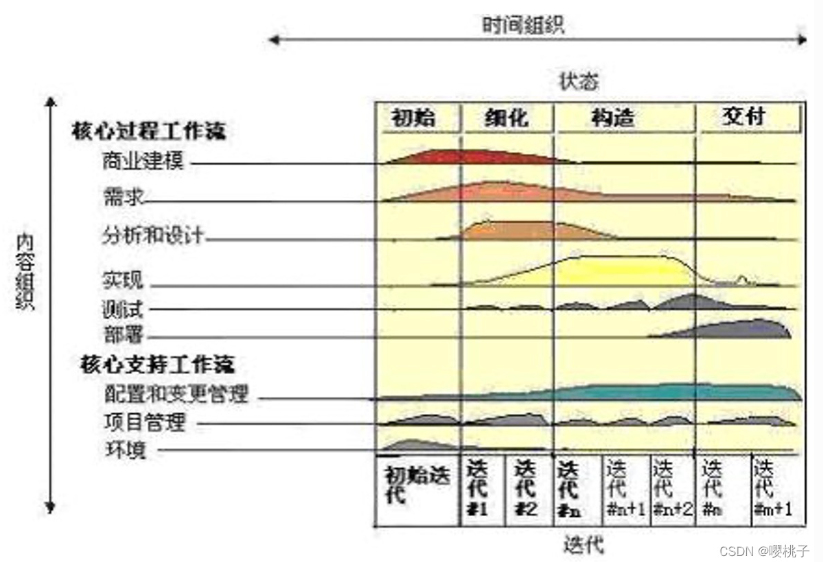 时间组织
状态
初始 细化 构造 交付
核心过程工作流
商业建模
需求
分析和设计
实现
测试
部署
核心支持工作流
配置和变更管理
项目管理
环境
内容组织
初始迭代
迭代#1
迭代#2
迭代#n
迭代#n+1
迭代#n+2
迭代#m
迭代#m+1
迭代
CSDN @嘤桃子